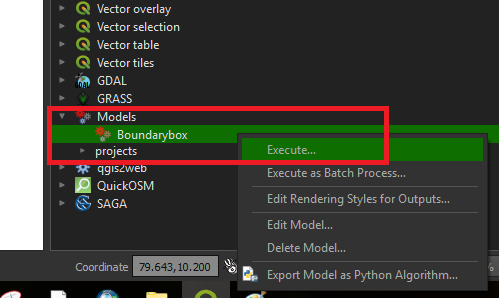 Vector overlay
Vector selection
Vector table
Vector tiles
GDAL
GRASS
Models
Boundarybox
projects
Execute...
qgis2web
Execute as Batch Process...
QuickOSM
Edit Rendering Styles for Outputs...
SAGA
Edit Model...
Delete Model...
Coordinate 79.643,10.200
Export Model as Python Algorithm...
%